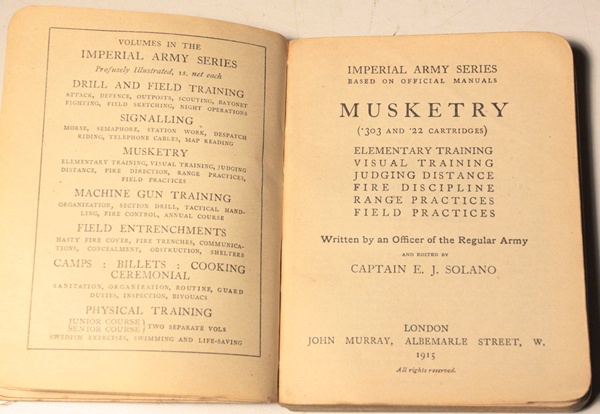 VOLUMES IN THE
IMPERIAL ARMY SERIES
Profusely Illustrated, 1s. net each
DRILL AND FIELD TRAINING
ATTACK, DEFENCE, OUTPOSTS, SCOUTING, BAYONET
FIGHTING, FIELD SKETCHING, NIGHT OPERATIONS
SIGNALLING
MORSE, SEMAPHORE, STATION WORK, DESPATCH
RIDING, TELEPHONE CABLES, MAP READING
MUSKETRY
ELEMENTARY TRAINING, VISUAL TRAINING, JUDGING
DISTANCE, FIRE DIRECTION, RANGE PRACTICES,
FIELD PRACTICES
MACHINE GUN TRAINING
ORGANIZATION, SECTION DRILL, TACTICAL HAND-
LING, FIRE CONTROL, ANNUAL COURSE
FIELD ENTRENCHMENTS
HASTY FIRE COVER, FIRE TRENCHES, COMMUNICA-
TIONS, CONCEALMENT, OBSTRUCTION, SHELTERS
CAMPS : BILLETS : COOKING
CEREMONIAL
SANITATION, ORGANIZATION, ROUTINE, GUARD
DUTIES, INSPECTION, BIVOUACS
PHYSICAL TRAINING
JUNIOR COURSE
SENIOR COURSE } TWO SEPARATE VOLS
SWEDISH EXERCISES, SWIMMING AND LIFE-SAVING
IMPERIAL ARMY SERIES
BASED ON OFFICIAL MANUALS
MUSKETRY
(·303 AND ·22 CARTRIDGES)
ELEMENTARY TRAINING
VISUAL TRAINING
JUDGING DISTANCE
FIRE DISCIPLINE
RANGE PRACTICES
FIELD PRACTICES
Written by an Officer of the Regular Army
AND EDITED BY
CAPTAIN E. J. SOLANO
LONDON
JOHN MURRAY, ALBEMARLE STREET, W.
1915
All rights reserved.